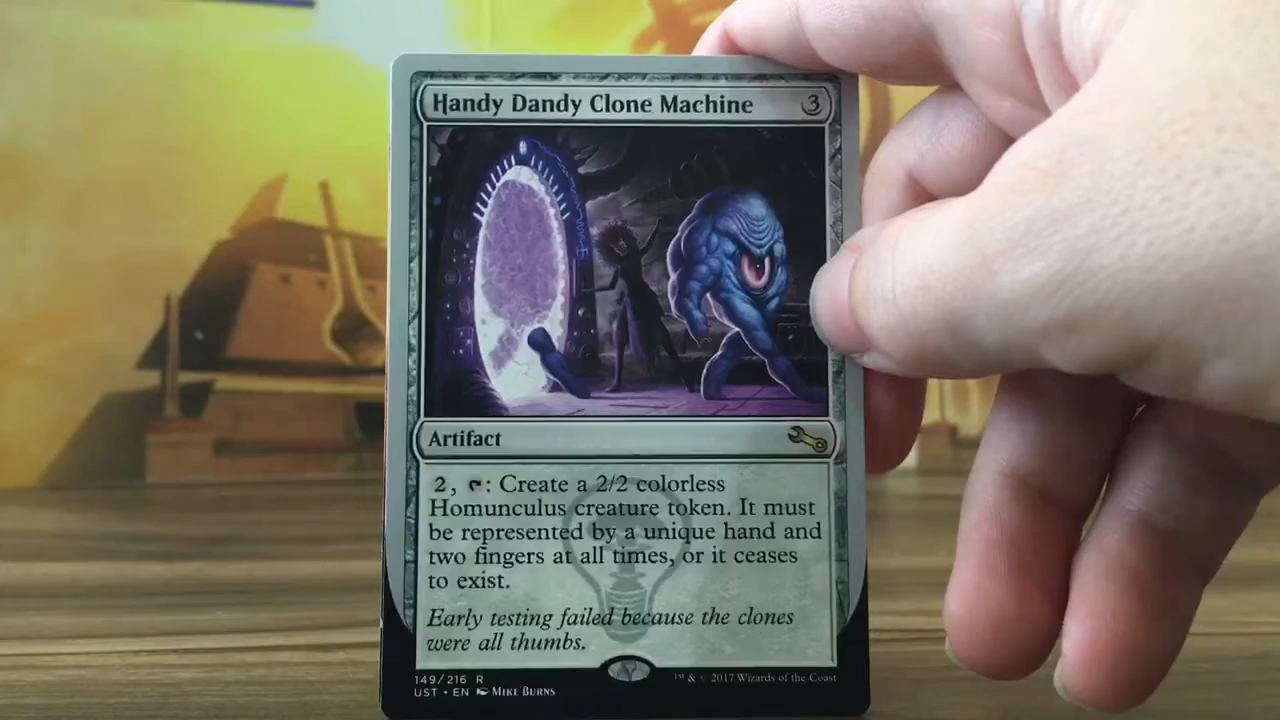 Handy Dandy Clone Machine 3
Artifact
2, T: Create a 2/2 colorless
Homunculus creature token. It must
be represented by a unique hand and
two fingers at all times, or it ceases
to exist.
Early testing failed because the clones
were all thumbs.
149/216 R
UST • EN Mike Burns
™ & © 2017 Wizards of the Coast